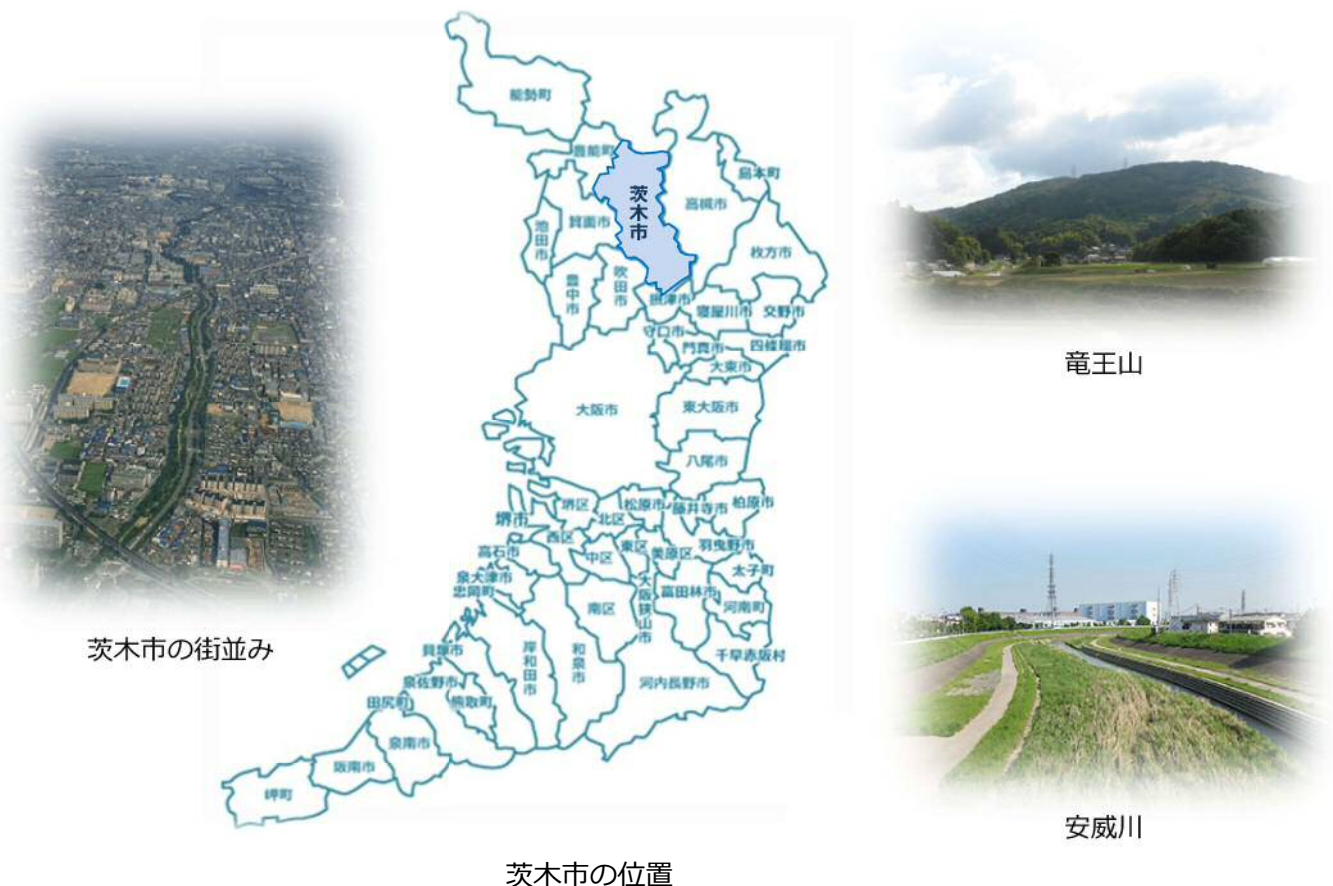 能勢町
豊能町
茨木市
島本町
高槻市
池田市
箕面市
枚方市
豊中市
吹田市
摂津市
寝屋川市
交野市
守口市
門真市
四條畷市
大東市
大阪市
東大阪市
八尾市
堺市
堺区
北区
松原市
藤井寺市
柏原市
西区
中区
東区
美原区
羽曳野市
高石市
太子町
泉大津市
忠岡町
南区
大阪狭山市
富田林市
河南町
千早赤阪村
貝塚市
岸和田市
和泉市
河内長野市
泉佐野市
熊取町
田尻町
泉南市
阪南市
岬町
茨木市の街並み
竜王山
安威川
茨木市の位置